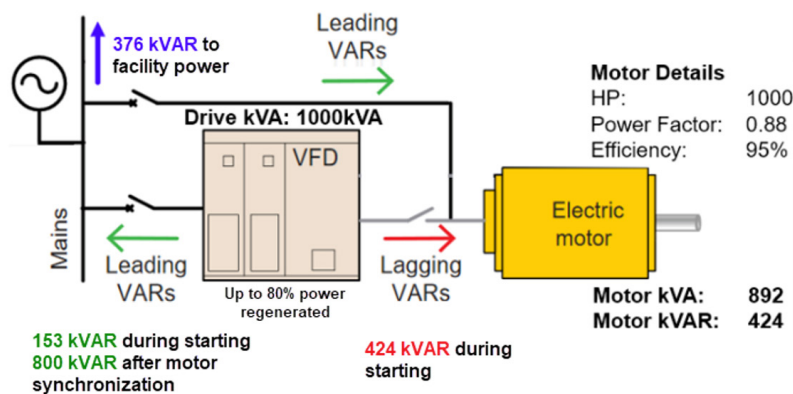 376 kVAR to
facility power
Leading
VARs
Motor Details
HP: 1000
Power Factor: 0.88
Efficiency: 95%
Drive kVA: 1000kVA
VFD
Mains
Electric
motor
Leading
VARs
Lagging
VARs
Up to 80% power
regenerated
Motor kVA: 892
Motor kVAR: 424
153 kVAR during starting
800 kVAR after motor
synchronization
424 kVAR during
starting